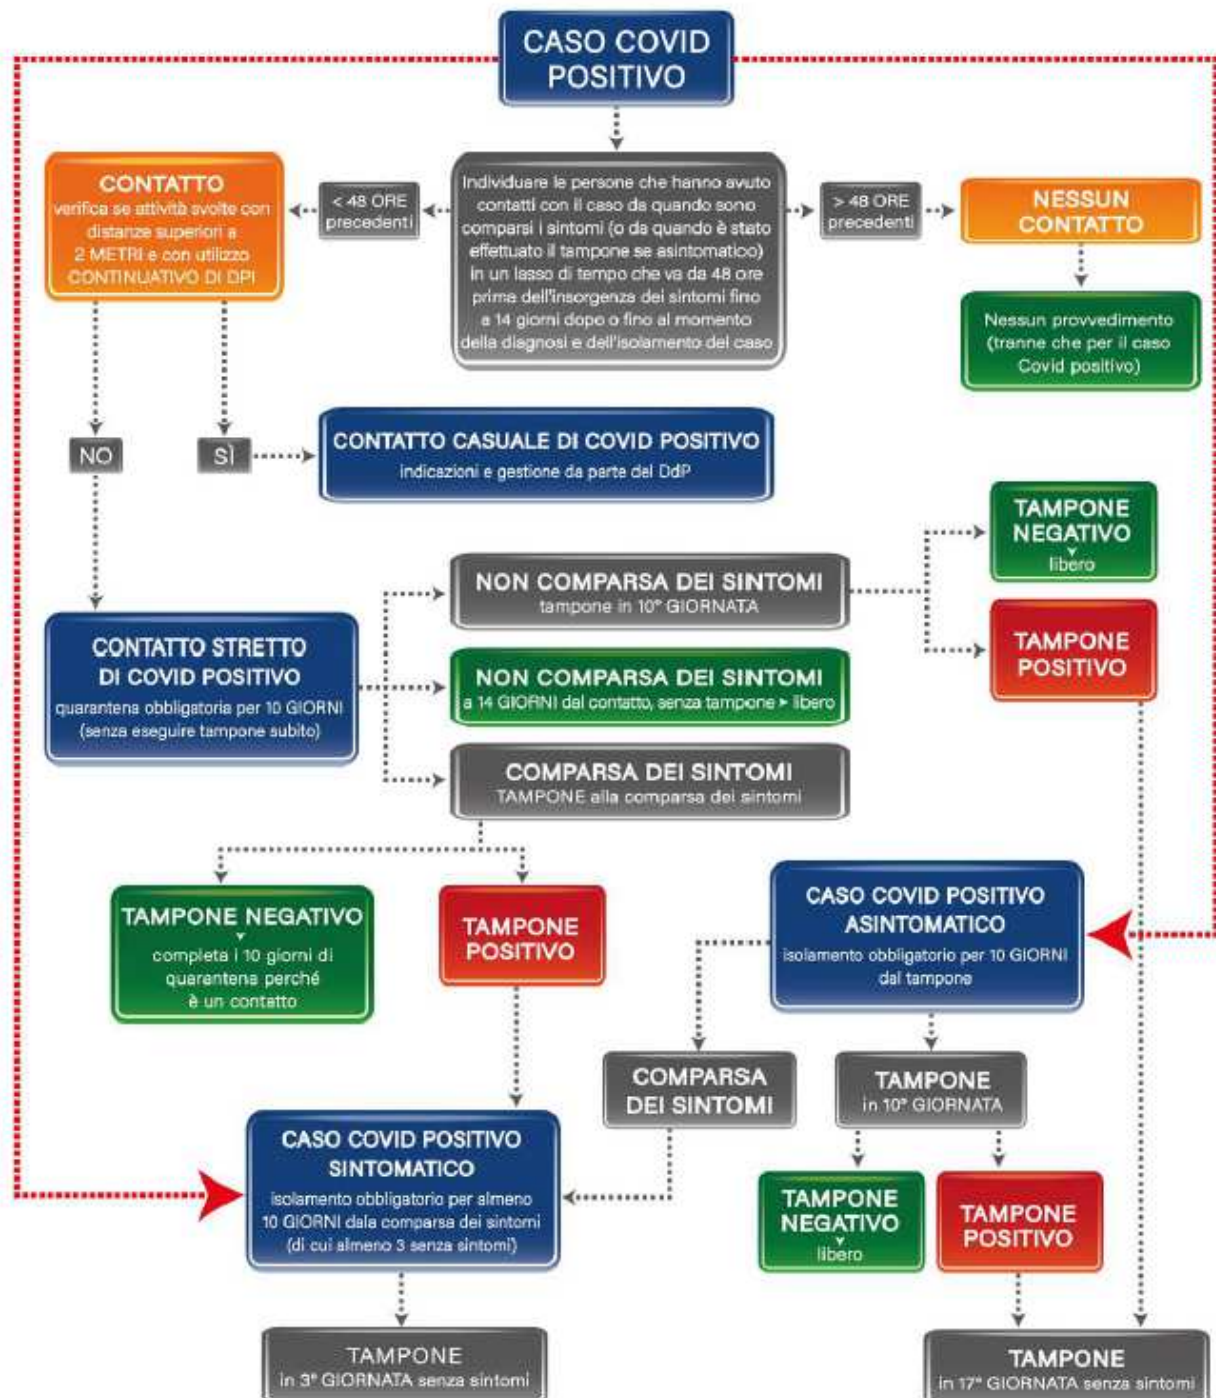 CASO COVID
POSITIVO
CONTATTO
verifica se attività svolte con
distanze superiori a
2 METRI e con utilizzo
CONTINUATIVO DI DPI
< 48 ORE
precedenti
Individuare le persone che hanno avuto
contatti con il caso da quando sono
comparsi i sintomi (o da quando è stato
effettuato il tampone se asintomatico)
in un lasso di tempo che va da 48 ore
prima dell'insorgenza dei sintomi fino
a 14 giorni dopo o fino al momento
della diagnosi e dell'isolamento del caso
> 48 ORE
precedenti
NESSUN
CONTATTO
Nessun provvedimento
(tranne che per il caso
Covid positivo)
NO
SÌ
CONTATTO CASUALE DI COVID POSITIVO
indicazioni e gestione da parte del DdP
CONTATTO STRETTO
DI COVID POSITIVO
quarantena obbligatoria per 10 GIORNI
(senza eseguire tampone subito)
NON COMPARSA DEI SINTOMI
tampone in 10ª GIORNATA
TAMPONE
NEGATIVO
libero
TAMPONE
POSITIVO
NON COMPARSA DEI SINTOMI
a 14 GIORNI dal contatto, senza tampone ▸ libero
COMPARSA DEI SINTOMI
TAMPONE alla comparsa dei sintomi
TAMPONE NEGATIVO
completa i 10 giorni di
quarantena perché
è un contatto
TAMPONE
POSITIVO
CASO COVID POSITIVO
ASINTOMATICO
isolamento obbligatorio per 10 GIORNI
dal tampone
COMPARSA
DEI SINTOMI
TAMPONE
in 10ª GIORNATA
CASO COVID POSITIVO
SINTOMATICO
isolamento obbligatorio per almeno
10 GIORNI dala comparsa dei sintomi
(di cui almeno 3 senza sintomi)
TAMPONE
NEGATIVO
libero
TAMPONE
POSITIVO
TAMPONE
in 3ª GIORNATA senza sintomi
TAMPONE
in 17ª GIORNATA senza sintomi